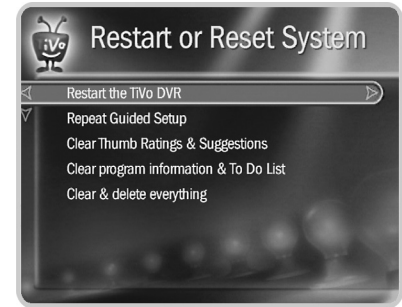 TiVo
Restart or Reset System
Restart the TiVo DVR
Repeat Guided Setup
Clear Thumb Ratings & Suggestions
Clear program information & To Do List
Clear & delete everything